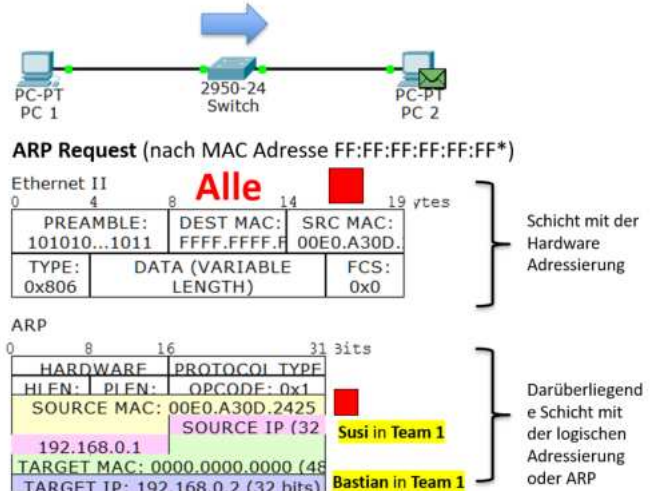 2950-24
Switch
PC-PT
PC 1
PC-PT
PC 2
ARP Request (nach MAC Adresse FF:FF:FF:FF:FF:FF*)
Ethernet II
Alle
0 4 8 14 19 ytes
PREAMBLE: DEST MAC: SRC MAC:
101010...1011 FFFF.FFFF.F 00E0.A30D.
TYPE: DATA (VARIABLE FCS:
0x806 LENGTH) 0x0
Schicht mit der
Hardware
Adressierung
ARP
0 8 16 31 Bits
HARDWARE PROTOCOL TYPE
HLEN: PLEN: OPCODE: 0x1
SOURCE MAC: 00E0.A30D.2425
SOURCE IP (32
192.168.0.1
TARGET MAC: 0000.0000.0000 (48
TARGET IP: 192.168.0.2 (32 bits)
Susi in Team 1
Bastian in Team 1
Darüberliegend
e Schicht mit
der logischen
Adressierung
oder ARP